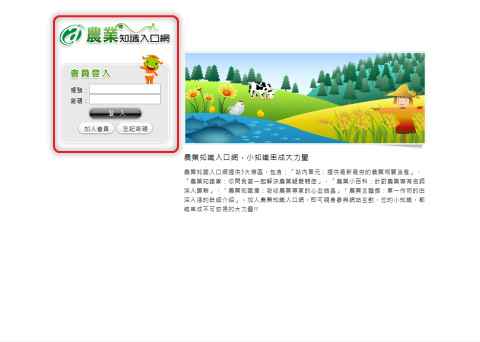 農業知識入口網
會員登入
帳號：
密碼：
登 入
加入會員
忘記密碼
農業知識入口網，小知識串成大力量
農業知識入口網提供5大專區，包含：「站內單元：提供最新最夯的農業相關消息」、
「農業知識家：你問我答一起解決農業疑難雜症」、「農業小百科：針對農業專有名詞
深入瞭解」、「農業知識庫：吸收農業專家的心血結晶」「農業主題館：單一作物的由
深入淺的詳細介紹」，加入農業知識入口網，即可親身參與網站互動，您的小知識，都
將串成不可忽視的大力量!!!